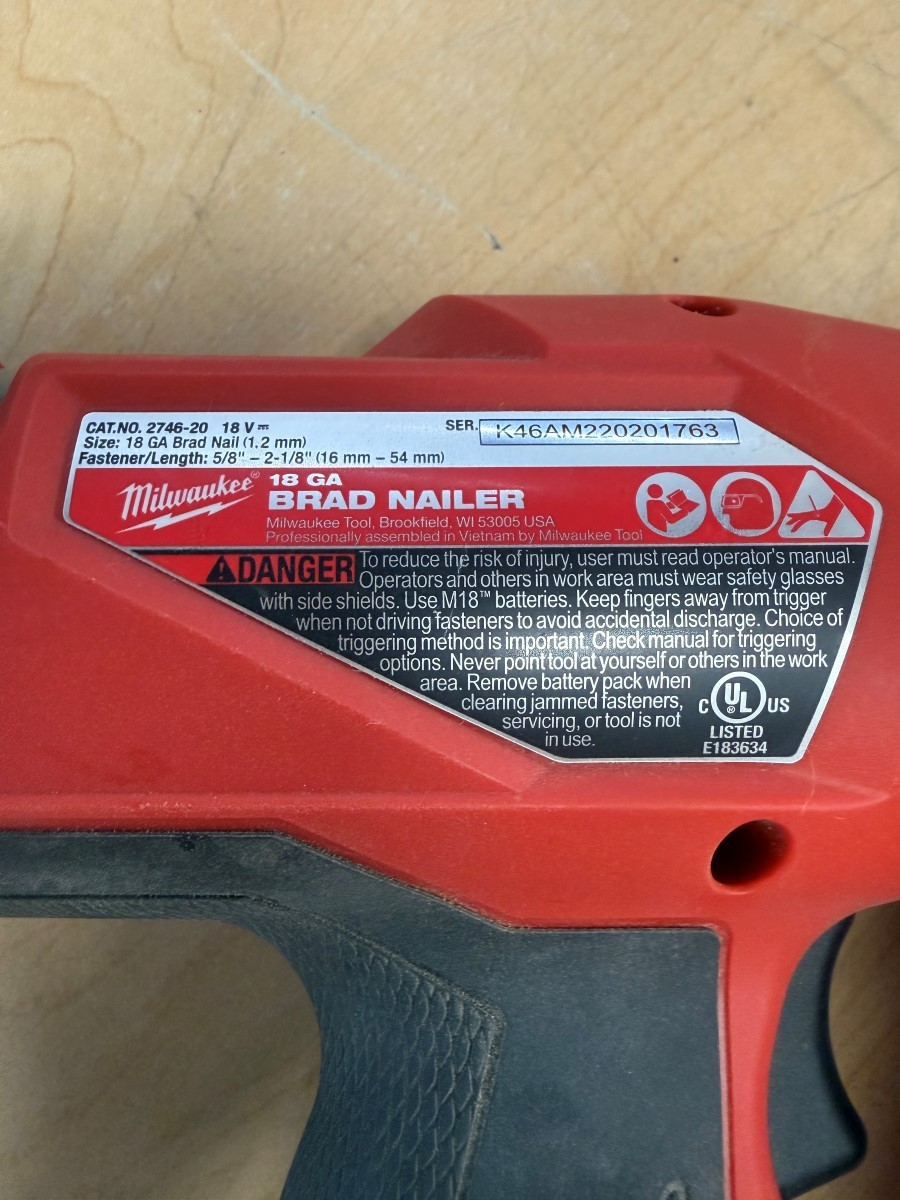 CAT.NO. 2746-20 18 V ⎓
SER. K46AM220201763
Size: 18 GA Brad Nail (1,2 mm)
Fastener/Length: 5/8" – 2-1/8" (16 mm – 54 mm)
Milwaukee®
18 GA
BRAD NAILER
Milwaukee Tool, Brookfield, WI 53005 USA
Professionally assembled in Vietnam by Milwaukee Tool
DANGER To reduce the risk of injury, user must read operator's manual.
Operators and others in work area must wear safety glasses
with side shields. Use M18™ batteries. Keep fingers away from trigger
when not driving fasteners to avoid accidental discharge. Choice of
triggering method is important. Check manual for triggering
options. Never point tool at yourself or others in the work
area. Remove battery pack when
clearing jammed fasteners,
servicing, or tool is not
in use.
C UL® US
LISTED
E183634